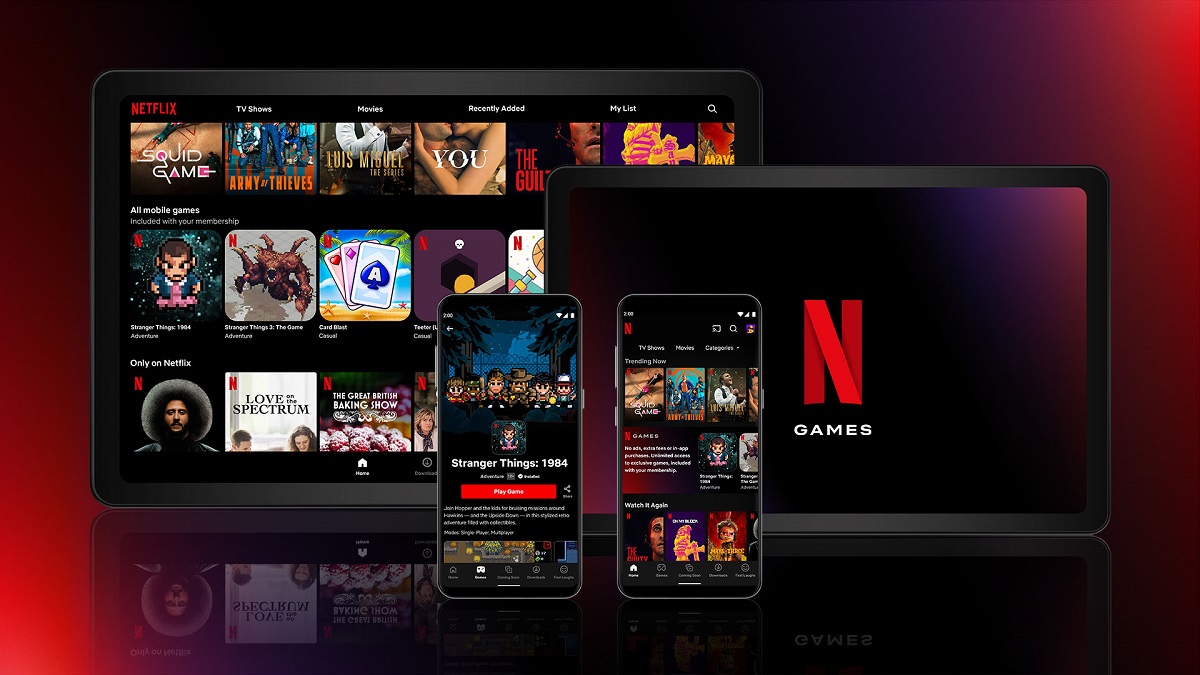 NETFLIX
TV Shows
Movies
Recently Added
My List
SQUID
GAME
ARMY OF THIEVES
LUIS MIGUEL
THE SERIES
YOU
THE
All mobile games
Included with your membership
A
Stranger Things: 1984
Adventure
Stranger Things 3: The Game
Adventure
Card Blast
Casual
Casual
Only on Netflix
LOVE on the
SPECTRUM
THE GREAT BRITISH
BAKING SHOW
Home
2:00
Stranger Things: 1984
Adventure
Installed
Play Game
Share
Join Hopper and the kids for bruising missions around
Hawkins — and the Upside Down — in this stylized retro
adventure filled with collectibles.
Modes: Single-Player, Multiplayer
Home
Games
Coming Soon
Downloads
Fast Laughs
2:00
N
TV Shows
Movies
Categories
Trending Now
SQUID
GAME
ARMY OF THIEVES
LUIS MIGUEL
N GAMES
No ads, extra fees or in-app
purchases. Unlimited access
to exclusive games, included
with your membership.
Stranger Things:
1984
Adventure
Watch It Again
THE
GUILTY
ON MY BLOCK
Home
Games
Coming Soon
Downloads
Fast Laughs
N
GAMES